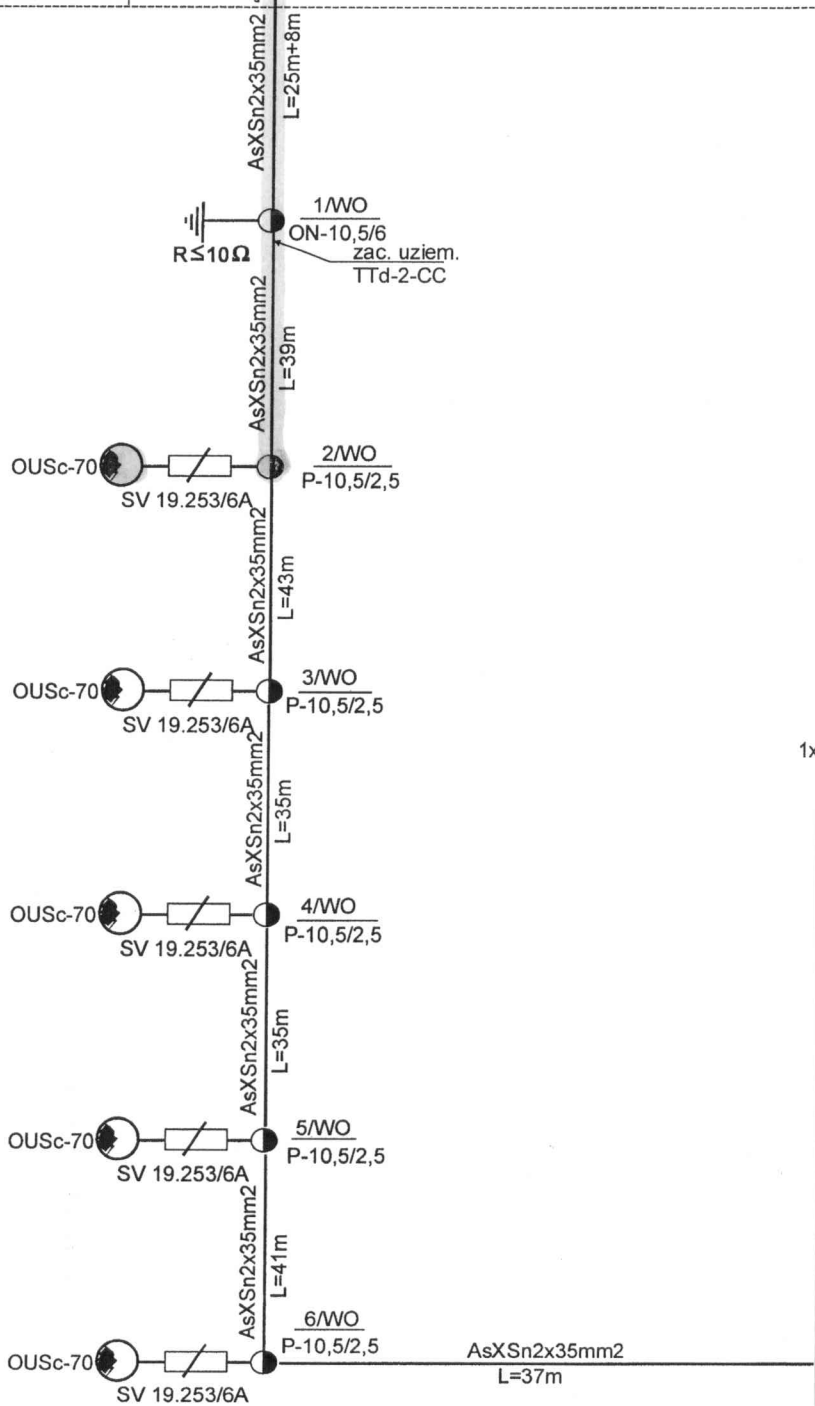 AsXSn2x35mm2
L=25m+8m
1/WO
ON-10,5/6
R≤10Ω
zac. uziem.
TTd-2-CC
AsXSn2x35mm2
L=39m
OUSc-70
2/WO
P-10,5/2,5
SV 19.253/6A
AsXSn2x35mm2
L=43m
OUSc-70
3/WO
P-10,5/2,5
SV 19.253/6A
AsXSn2x35mm2
L=35m
1x
OUSc-70
4/WO
P-10,5/2,5
SV 19.253/6A
AsXSn2x35mm2
L=35m
OUSc-70
5/WO
P-10,5/2,5
SV 19.253/6A
AsXSn2x35mm2
L=41m
OUSc-70
6/WO
P-10,5/2,5
SV 19.253/6A
AsXSn2x35mm2
L=37m